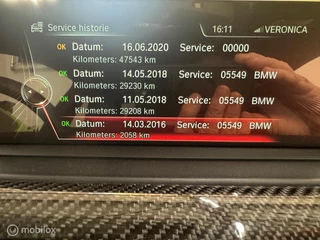 Service historie 16:11 VERONICA
OK Datum: 16.06.2020 Service: 00000
Kilometers: 47543 km
OK Datum: 14.05.2018 Service: 05549 BMW
Kilometers: 29230 km
OK Datum: 11.05.2018 Service: 05549 BMW
Kilometers: 29208 km
OK Datum: 14.03.2016 Service: 05549 BMW
Kilometers: 2058 km
mobilox